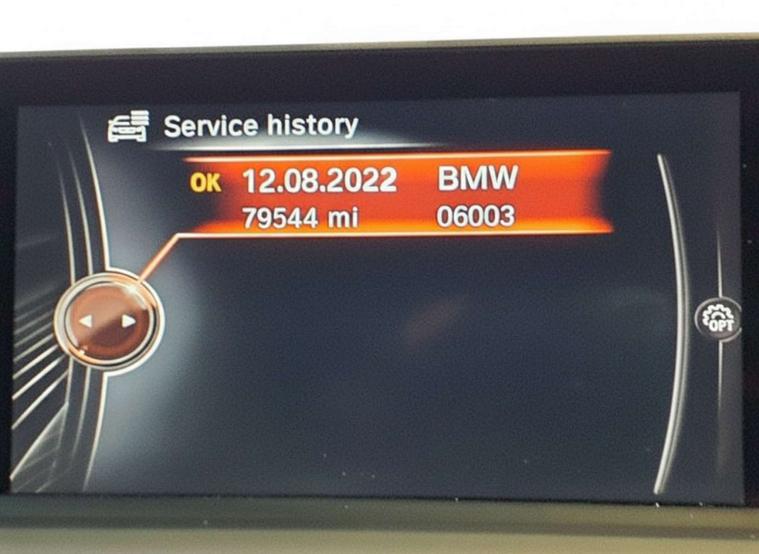 Service history
OK 12.08.2022 BMW
79544 mi 06003
OPT